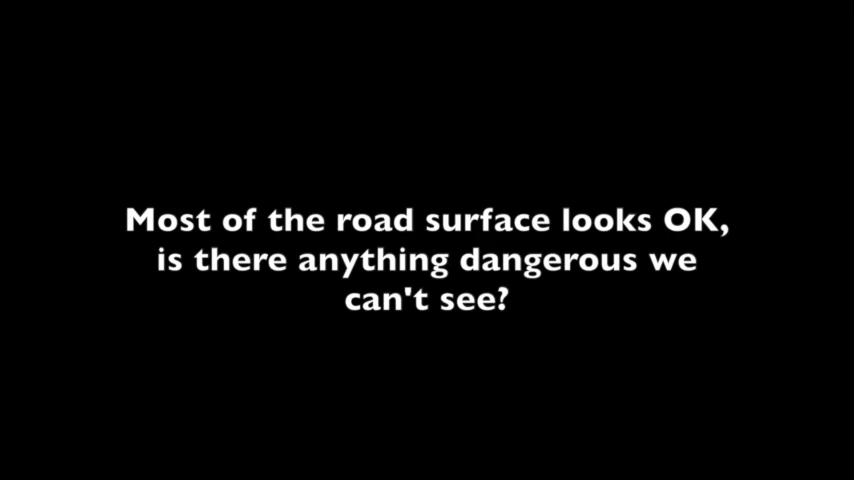 Most of the road surface looks OK,
is there anything dangerous we
can't see?